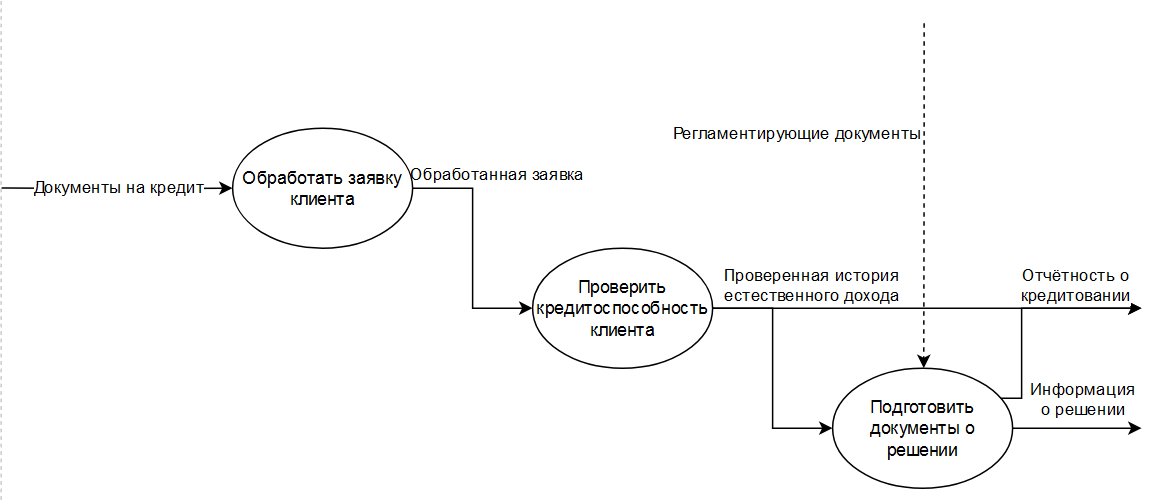 Регламентирующие документы
Документы на кредит
Обработать заявку
клиента
Обработанная заявка
Проверить
кредитоспособность
клиента
Проверенная история
естественного дохода
Отчётность о
кредитовании
Подготовить
документы о
решении
Информация
о решении